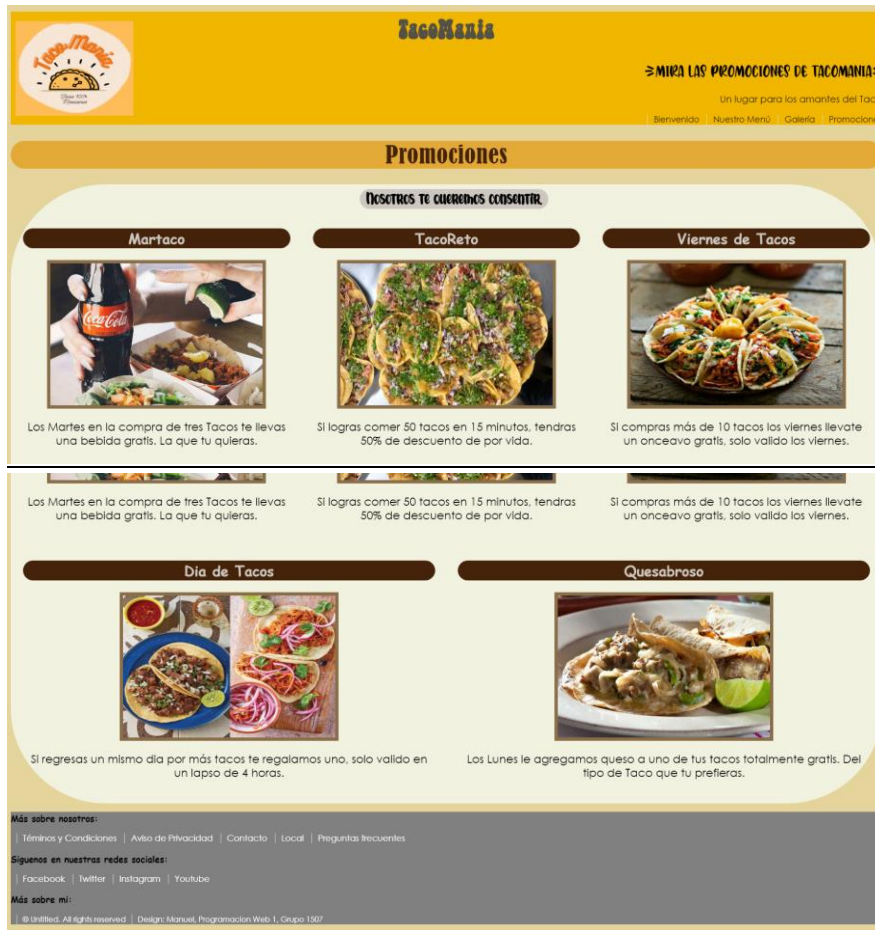 TacoMania
Taco Manía
Tacos 100%
Mexicanos
MIRA LAS PROMOCIONES DE TACOMANIA:
Un lugar para los amantes del Tac
Bienvenido Nuestro Menú Galería Promocione
Promociones
Nosotros te queremos consentir.
Martaco TacoReto Viernes de Tacos
Coca-Cola
Los Martes en la compra de tres Tacos te llevas Si logras comer 50 tacos en 15 minutos, tendras Si compras más de 10 tacos los viernes llevate
una bebida gratis. La que tu quieras. 50% de descuento de por vida. un onceavo gratis, solo valido los viernes.
Los Martes en la compra de tres Tacos te llevas Si logras comer 50 tacos en 15 minutos, tendras Si compras más de 10 tacos los viernes llevate
una bebida gratis. La que tu quieras. 50% de descuento de por vida. un onceavo gratis, solo valido los viernes.
Dia de Tacos Quesabroso
Si regresas un mismo día por más tacos te regalamos uno, solo valido en Los Lunes le agregamos queso a uno de tus tacos totalmente gratis. Del
un lapso de 4 horas. tipo de Taco que tu prefieras.
Más sobre nosotros:
| Téminos y Condiciones | Aviso de Privacidad | Contacto | Local | Preguntas frecuentes
Siguenos en nuestras redes sociales:
| Facebook | Twitter | Instagram | Youtube
Más sobre mi:
| © Untitled. All rights reserved | Design: Manuel, Programacion Web 1, Grupo 1507